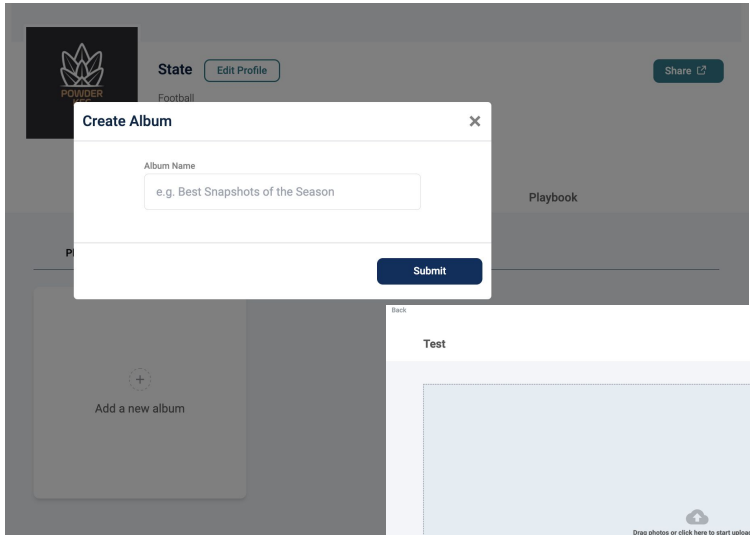 POWDER
State
Edit Profile
Share
Football
Create Album
Album Name
e.g. Best Snapshots of the Season
Playbook
Submit
Back
Test
Add a new album
Drag photos or click here to start